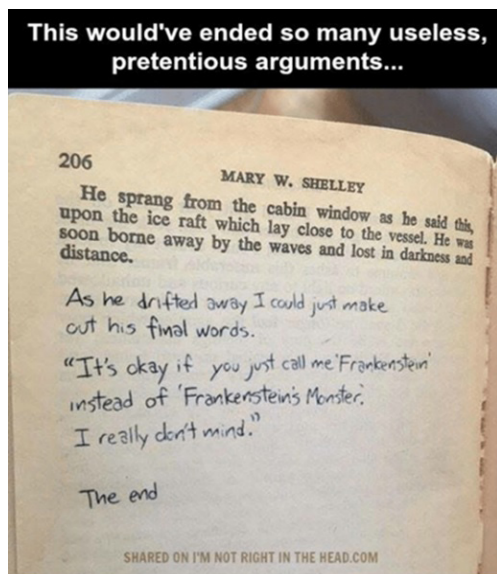 This would've ended so many useless,
pretentious arguments...
206
MARY W. SHELLEY
He sprang from the cabin window as he said this,
upon the ice raft which lay close to the vessel. He was
soon borne away by the waves and lost in darkness and
distance.
As he drifted away I could just make
out his final words.
"It's okay if you just call me 'Frankenstein'
instead of 'Frankenstein's Monster.'
I really don't mind."
The end
SHARED ON I'M NOT RIGHT IN THE HEAD.COM